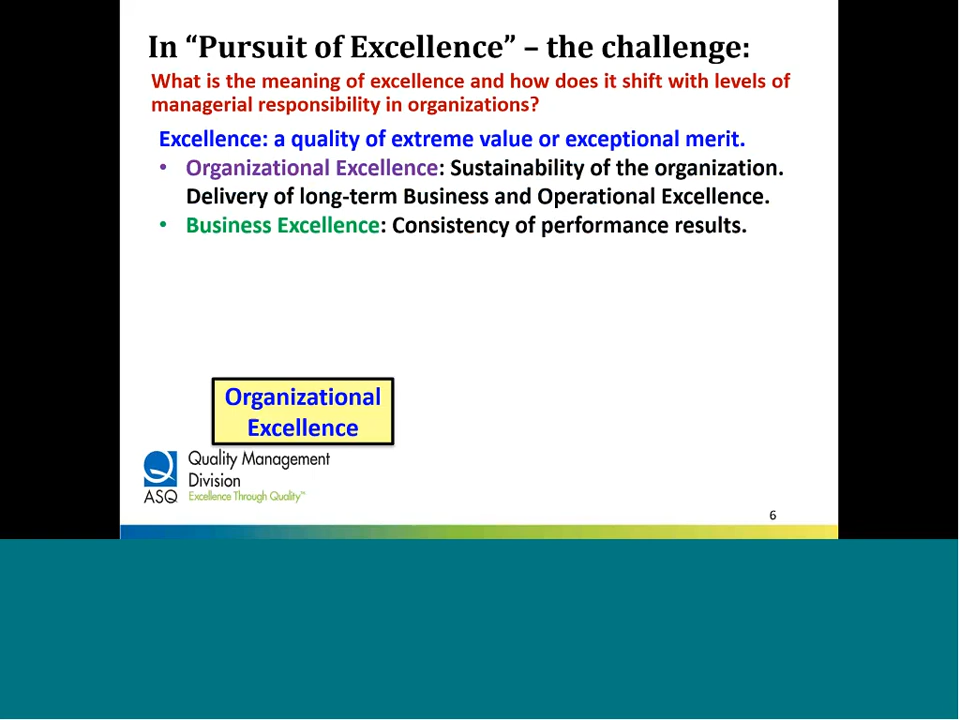 In “Pursuit of Excellence” – the challenge:
What is the meaning of excellence and how does it shift with levels of
managerial responsibility in organizations?
Excellence: a quality of extreme value or exceptional merit.
• Organizational Excellence: Sustainability of the organization.
Delivery of long-term Business and Operational Excellence.
• Business Excellence: Consistency of performance results.
Organizational
Excellence
Quality Management
Division
ASQ Excellence Through Quality™
6